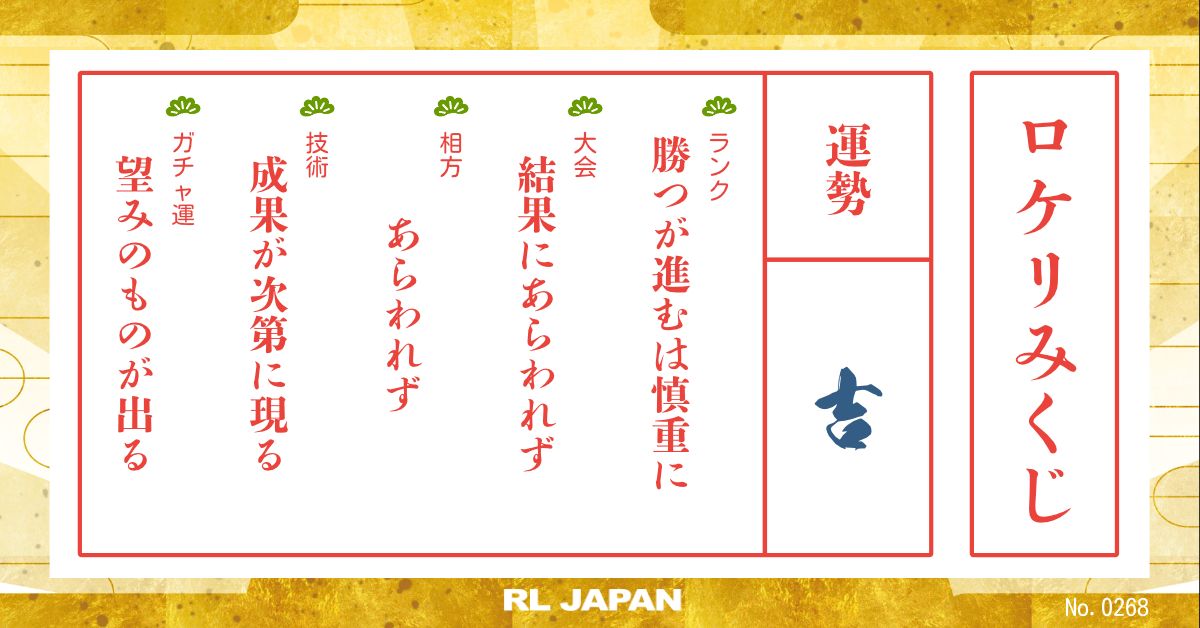 ロケリみくじ
運勢
吉
ランク
勝つが進むは慎重に
大会
結果にあらわれず
相方
あらわれず
技術
成果が次第に現る
ガチャ運
望みのものが出る
RL JAPAN
No. 0268